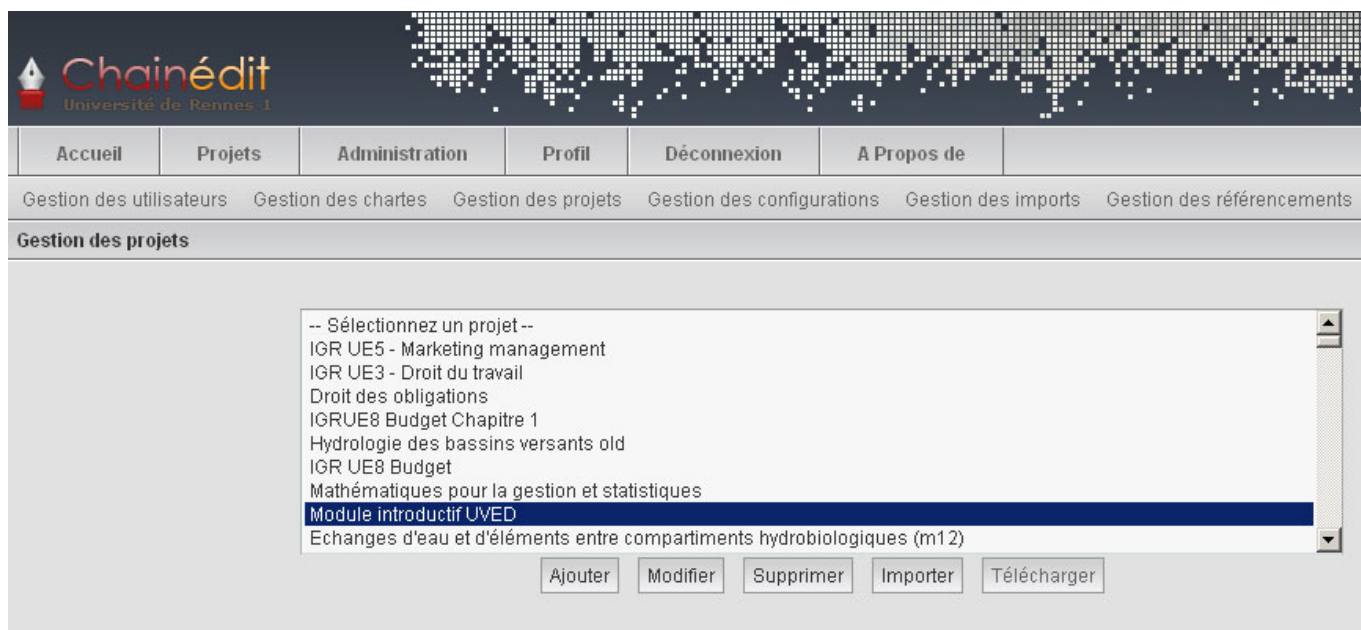 Chainédit
Université de Rennes 1
Accueil Projets Administration Profil Déconnexion A Propos de
Gestion des utilisateurs Gestion des chartes Gestion des projets Gestion des configurations Gestion des imports Gestion des référencements
Gestion des projets
-- Sélectionnez un projet --
IGR UE5 - Marketing management
IGR UE3 - Droit du travail
Droit des obligations
IGRUE8 Budget Chapitre 1
Hydrologie des bassins versants old
IGR UE8 Budget
Mathématiques pour la gestion et statistiques
Module introductif UVED
Echanges d'eau et d'éléments entre compartiments hydrobiologiques (m12)
Ajouter Modifier Supprimer Importer Télécharger